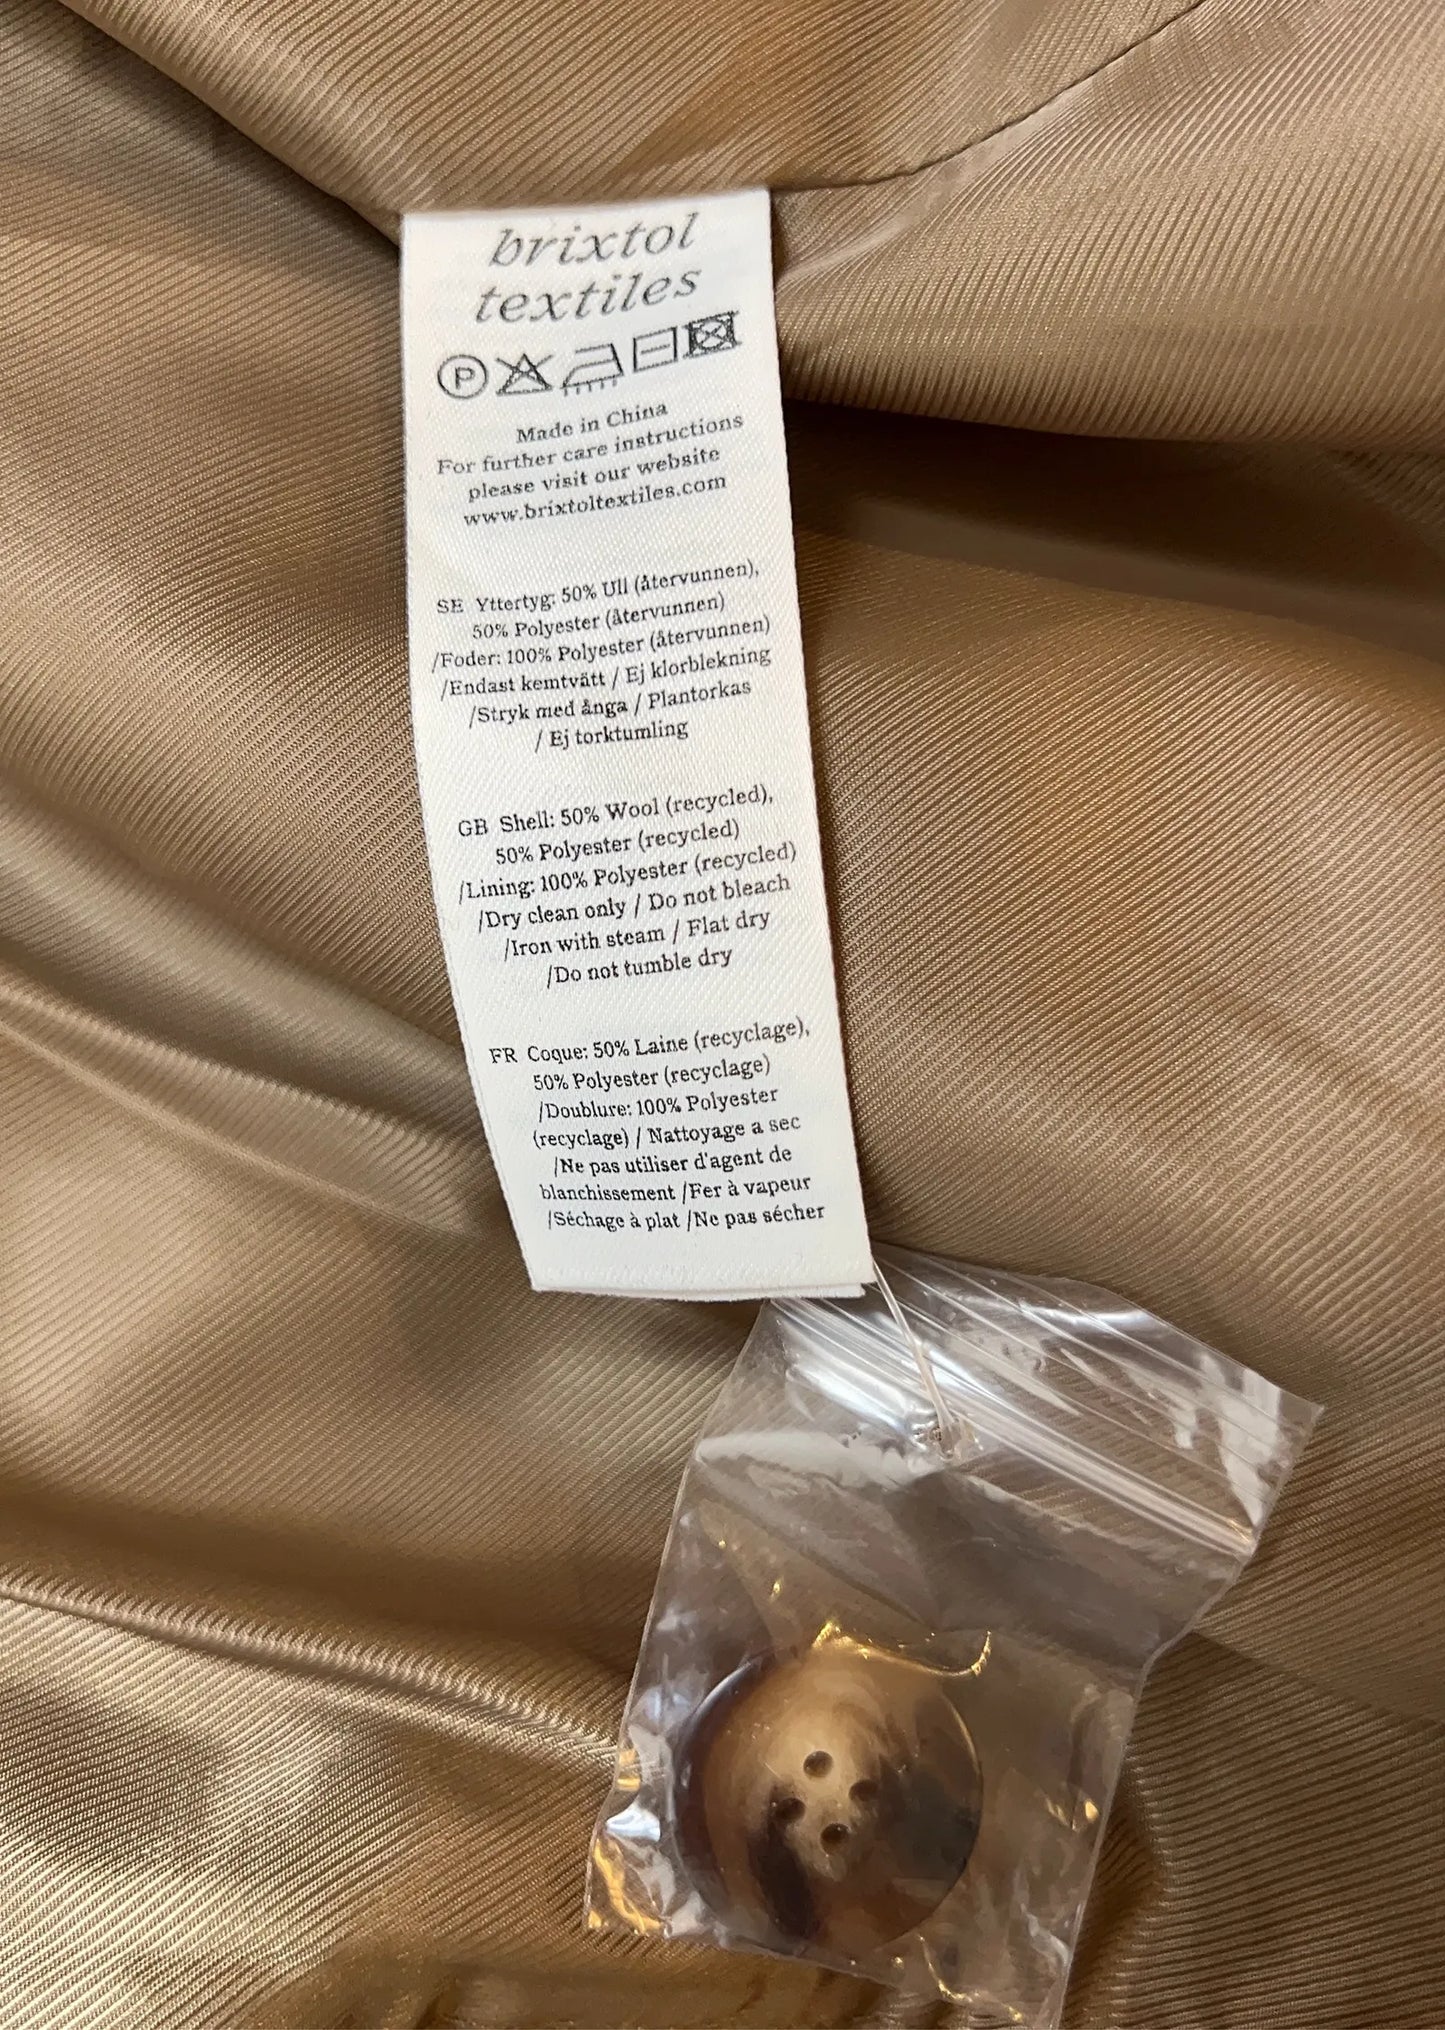 brixtol
textiles
P
Made in China
For further care instructions
please visit our website
www.brixtoltextiles.com
SE Yttertyg: 50% Ull (återvunnen),
50% Polyester (återvunnen)
/Foder: 100% Polyester (återvunnen)
/Endast kemtvätt / Ej klorblekning
/Stryk med ånga / Plantorkas
/ Ej torktumling
GB Shell: 50% Wool (recycled),
50% Polyester (recycled)
/Lining: 100% Polyester (recycled)
/Dry clean only / Do not bleach
/Iron with steam / Flat dry
/Do not tumble dry
FR Coque: 50% Laine (recyclage),
50% Polyester (recyclage)
/Doublure: 100% Polyester
(recyclage) / Nattoyage a sec
/Ne pas utiliser d'agent de
blanchissement /Fer à vapeur
/Séchage à plat /Ne pas sécher